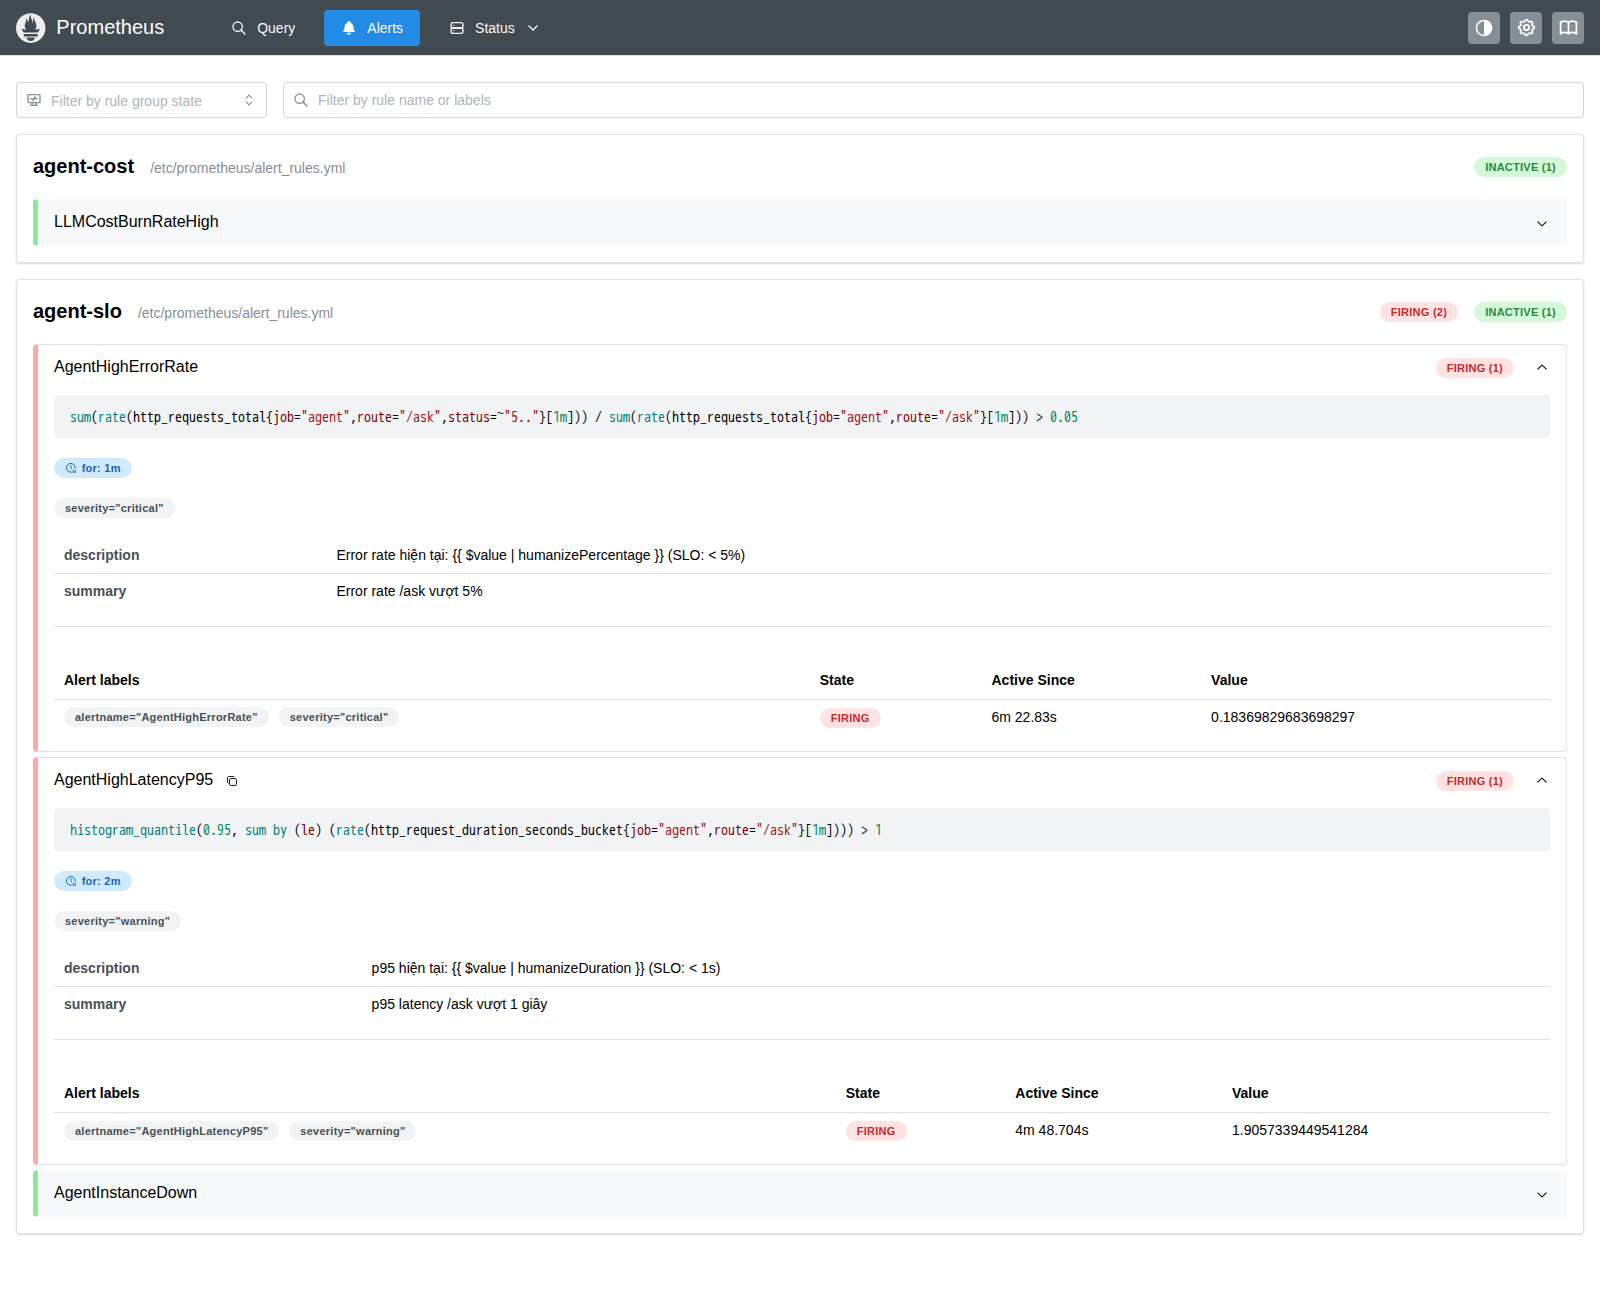 Prometheus
Query
Alerts
Status
Filter by rule group state
Filter by rule name or labels
agent-cost /etc/prometheus/alert_rules.yml INACTIVE (1)
LLMCostBurnRateHigh
agent-slo /etc/prometheus/alert_rules.yml FIRING (2) INACTIVE (1)
AgentHighErrorRate FIRING (1)
sum(rate(http_requests_total{job="agent",route="/ask",status=~"5.."}[1m])) / sum(rate(http_requests_total{job="agent",route="/ask"}[1m])) > 0.05
for: 1m
severity="critical"
description Error rate hiện tại: {{ $value | humanizePercentage }} (SLO: < 5%)
summary Error rate /ask vượt 5%
Alert labels State Active Since Value
alertname="AgentHighErrorRate" severity="critical" FIRING 6m 22.83s 0.18369829683698297
AgentHighLatencyP95 FIRING (1)
histogram_quantile(0.95, sum by (le) (rate(http_request_duration_seconds_bucket{job="agent",route="/ask"}[1m]))) > 1
for: 2m
severity="warning"
description p95 hiện tại: {{ $value | humanizeDuration }} (SLO: < 1s)
summary p95 latency /ask vượt 1 giây
Alert labels State Active Since Value
alertname="AgentHighLatencyP95" severity="warning" FIRING 4m 48.704s 1.9057339449541284
AgentInstanceDown